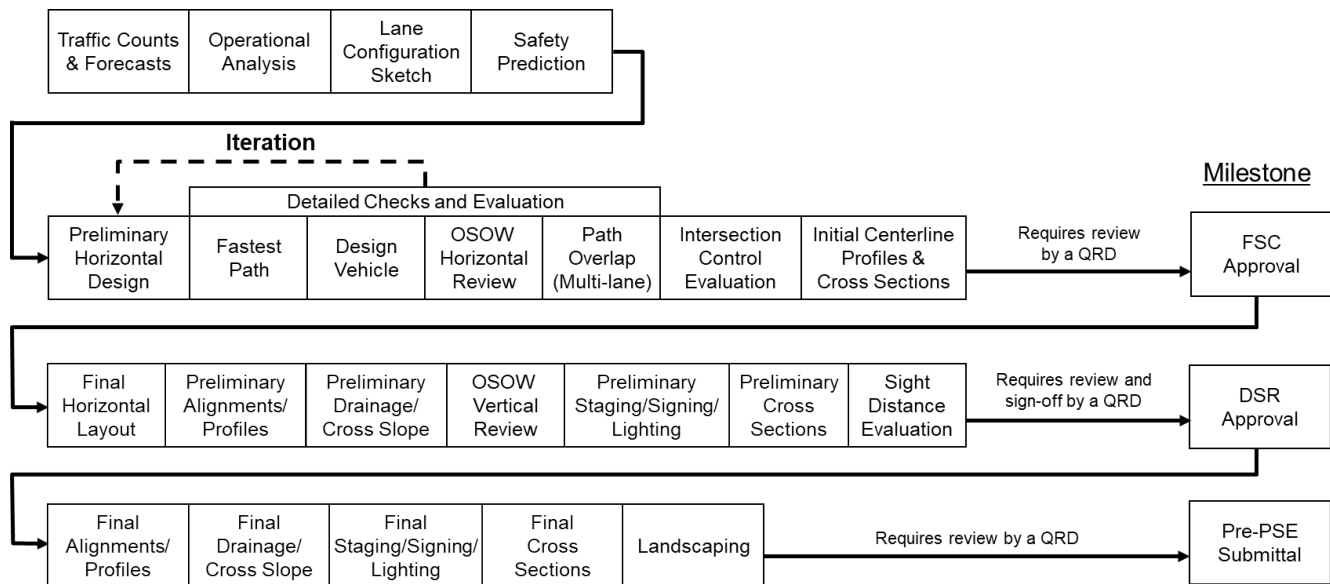 Traffic Counts
& Forecasts
Operational
Analysis
Lane
Configuration
Sketch
Safety
Prediction
Iteration
Milestone
Detailed Checks and Evaluation
Preliminary
Horizontal
Design
Fastest
Path
Design
Vehicle
OSOW
Horizontal
Review
Path
Overlap
(Multi-lane)
Intersection
Control
Evaluation
Initial Centerline
Profiles &
Cross Sections
Requires review
by a QRD
FSC
Approval
Final
Horizontal
Layout
Preliminary
Alignments/
Profiles
Preliminary
Drainage/
Cross Slope
OSOW
Vertical
Review
Preliminary
Staging/Signing/
Lighting
Preliminary
Cross
Sections
Sight
Distance
Evaluation
Requires review and
sign-off by a QRD
DSR
Approval
Final
Alignments/
Profiles
Final
Drainage/
Cross Slope
Final
Staging/Signing/
Lighting
Final
Cross
Sections
Landscaping
Requires review by a QRD
Pre-PSE
Submittal